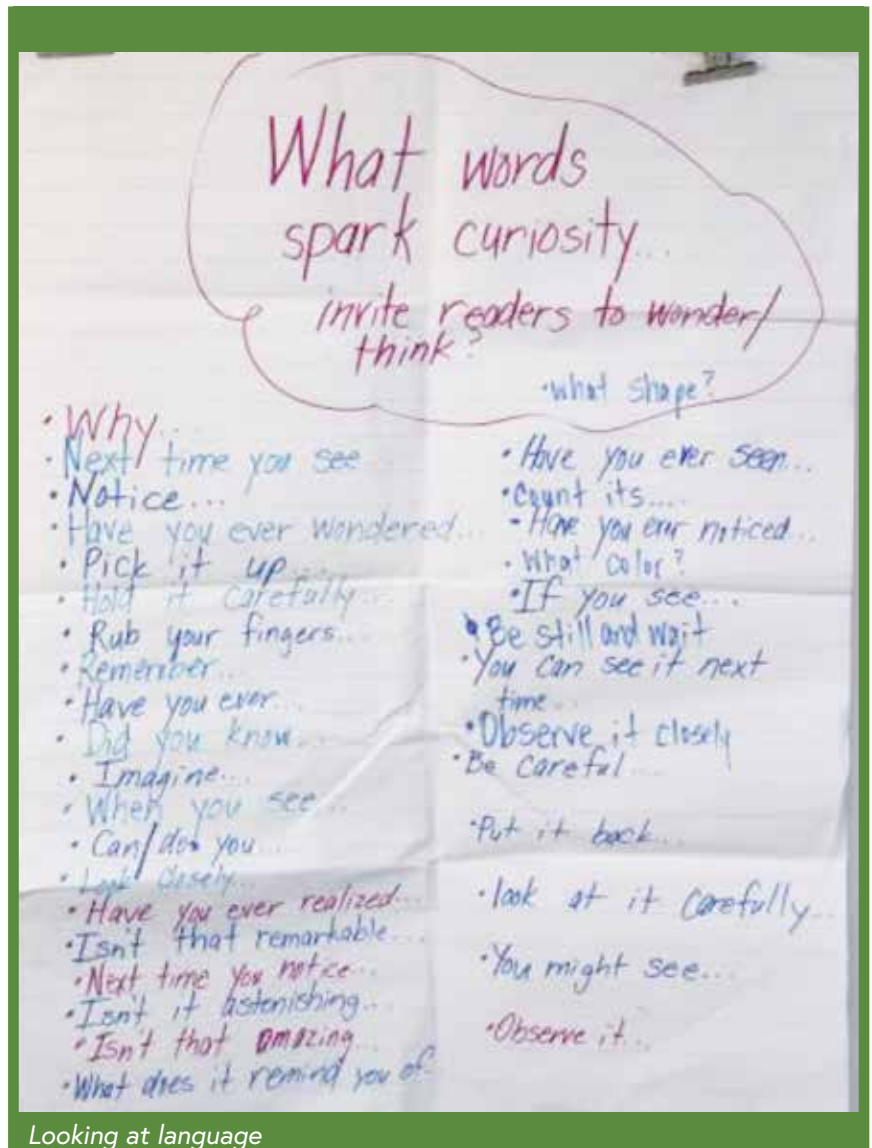 What words
spark curiosity...
invite readers to wonder/
think?
• Why...
• Next time you see
• Notice...
• Have you ever wondered...
• Pick it up...
• Hold it carefully...
• Rub your fingers...
• Remember...
• Have you ever...
• Did you know...
• Imagine...
• When you see...
• Can/do you...
• Look closely...
• Have you ever realized...
• Isn't that remarkable...
• Next time you notice...
• Isn't it astonishing...
• Isn't that amazing...
• What does it remind you of
• what shape?
• Have you ever seen...
• Count its....
• Have you ever noticed...
• What color?
• If you see...
• Be still and wait
• You can see it next
time...
• Observe it closely
• Be careful...
• Put it back...
• look at it carefully...
• You might see...
• Observe it...
Looking at language